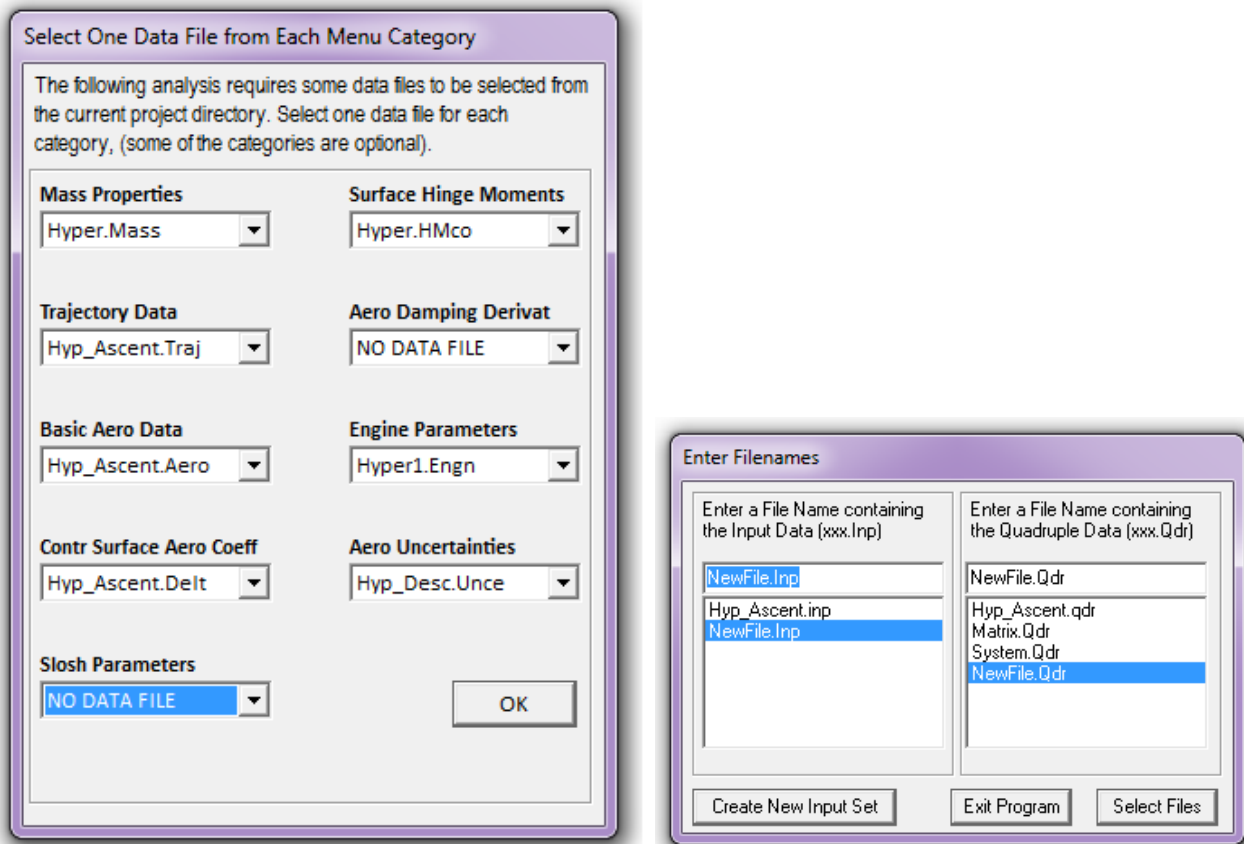 Select One Data File from Each Menu Category
The following analysis requires some data files to be selected from
the current project directory. Select one data file for each
category, (some of the categories are optional).
Mass Properties
Hyper.Mass
Surface Hinge Moments
Hyper.HMco
Trajectory Data
Hyp_Ascent.Traj
Aero Damping Derivat
NO DATA FILE
Basic Aero Data
Hyp_Ascent.Aero
Engine Parameters
Hyper1.Engn
Contr Surface Aero Coeff
Hyp_Ascent.Delt
Aero Uncertainties
Hyp_Desc.Unce
Slosh Parameters
NO DATA FILE
OK
Enter Filenames
Enter a File Name containing
the Input Data (xxx.Inp)
NewFile.Inp
Hyp_Ascent.inp
NewFile.Inp
Enter a File Name containing
the Quadruple Data (xxx.Qdr)
NewFile.Qdr
Hyp_Ascent.qdr
Matrix.Qdr
System.Qdr
NewFile.Qdr
Create New Input Set
Exit Program
Select Files